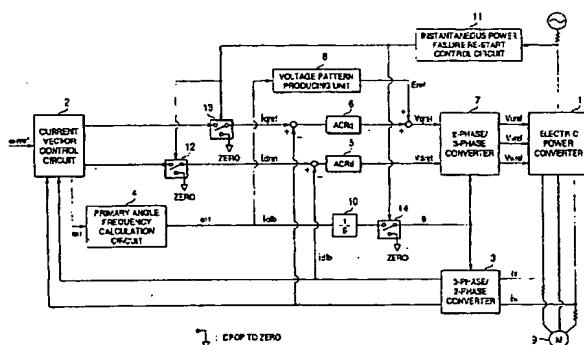 11
INSTANTANEOUS POWER
FAILURE RE-START
CONTROL CIRCUIT
8
VOLTAGE PATTERN
PRODUCING UNIT
Eref
2
CURRENT
VECTOR
CONTROL
CIRCUIT
13
ZERO
Iqref
6
ACRq
Vqref
7
2-PHASE/
3-PHASE
CONVERTER
Vuref
Vvref
Vwref
1
ELECTRIC
POWER
CONVERTER
12
ZERO
Idref
5
ACRd
Vdref
4
PRIMARY ANGLE
FREQUENCY
CALCULATION
CIRCUIT
Iqfb
10
1
S
14
ZERO
θ
Idfb
3
3-PHASE/
2-PHASE
CONVERTER
9
M
: DROP TO ZERO